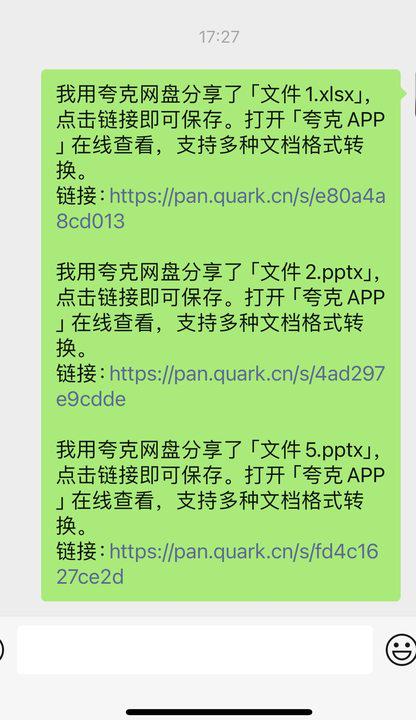 17:27
我用夸克网盘分享了「文件 1.xlsx」,
点击链接即可保存。打开「夸克 APP
」在线查看，支持多种文档格式转
换。
链接：https://pan.quark.cn/s/e80a4a
8cd013
我用夸克网盘分享了「文件 2.pptx」,
点击链接即可保存。打开「夸克 APP
」在线查看，支持多种文档格式转
换。
链接：https://pan.quark.cn/s/4ad297
e9cdde
我用夸克网盘分享了「文件 5.pptx」,
点击链接即可保存。打开「夸克 APP
」在线查看，支持多种文档格式转
换。
链接：https://pan.quark.cn/s/fd4c16
27ce2d